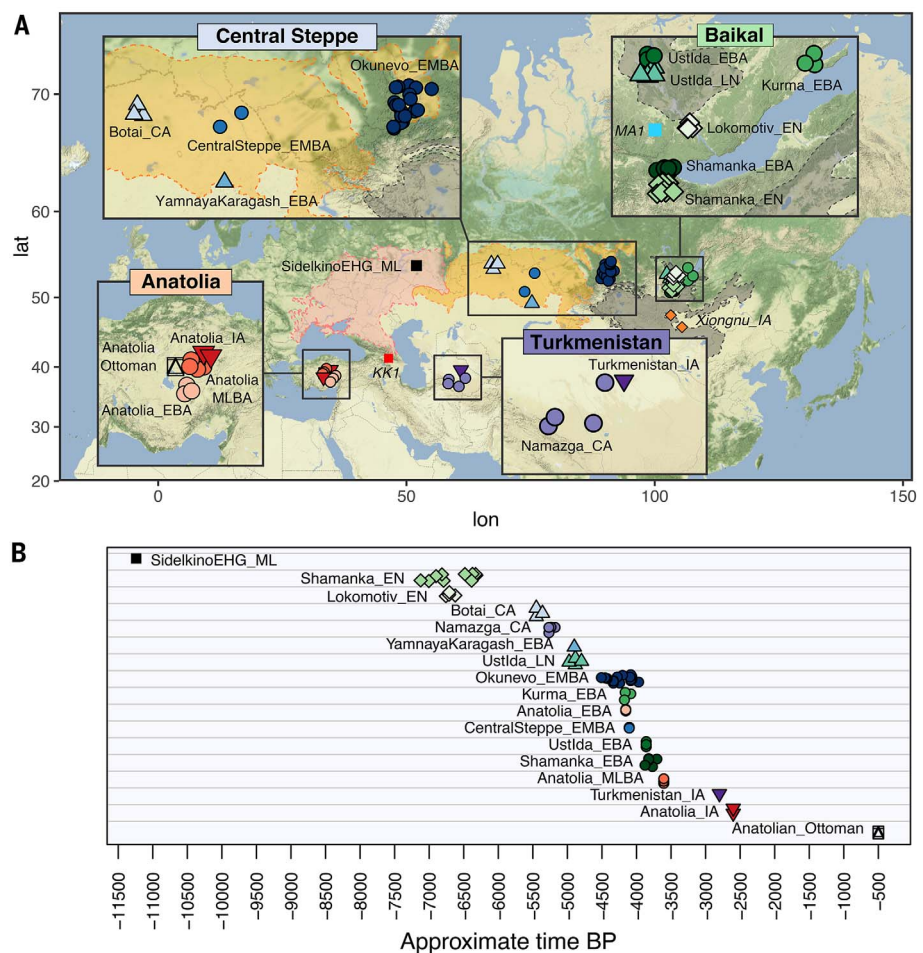 A
Central Steppe
Okunevo_EMBA
Botai_CA
CentralSteppe_EMBA
YamnayaKaragash_EBA
Baikal
UstIda_EBA
UstIda_LN
Kurma_EBA
MA1
Lokomotiv_EN
Shamanka_EBA
Shamanka_EN
SidelkinoEHG_ML
Anatolia
Anatolia_IA
Anatolia
Ottoman
Anatolia
MLBA
Anatolia_EBA
KK1
Xiongnu_IA
Turkmenistan
Turkmenistan_IA
Namazga_CA
lat
70
60
50
40
30
20
0
50
100
150
lon
B
SidelkinoEHG_ML
Shamanka_EN
Lokomotiv_EN
Botai_CA
Namazga_CA
YamnayaKaragash_EBA
UstIda_LN
Okunevo_EMBA
Kurma_EBA
Anatolia_EBA
CentralSteppe_EMBA
UstIda_EBA
Shamanka_EBA
Anatolia_MLBA
Turkmenistan_IA
Anatolia_IA
Anatolian_Ottoman
−11500
−11000
−10500
−10000
−9500
−9000
−8500
−8000
−7500
−7000
−6500
−6000
−5500
−5000
−4500
−4000
−3500
−3000
−2500
−2000
−1500
−1000
−500
Approximate time BP